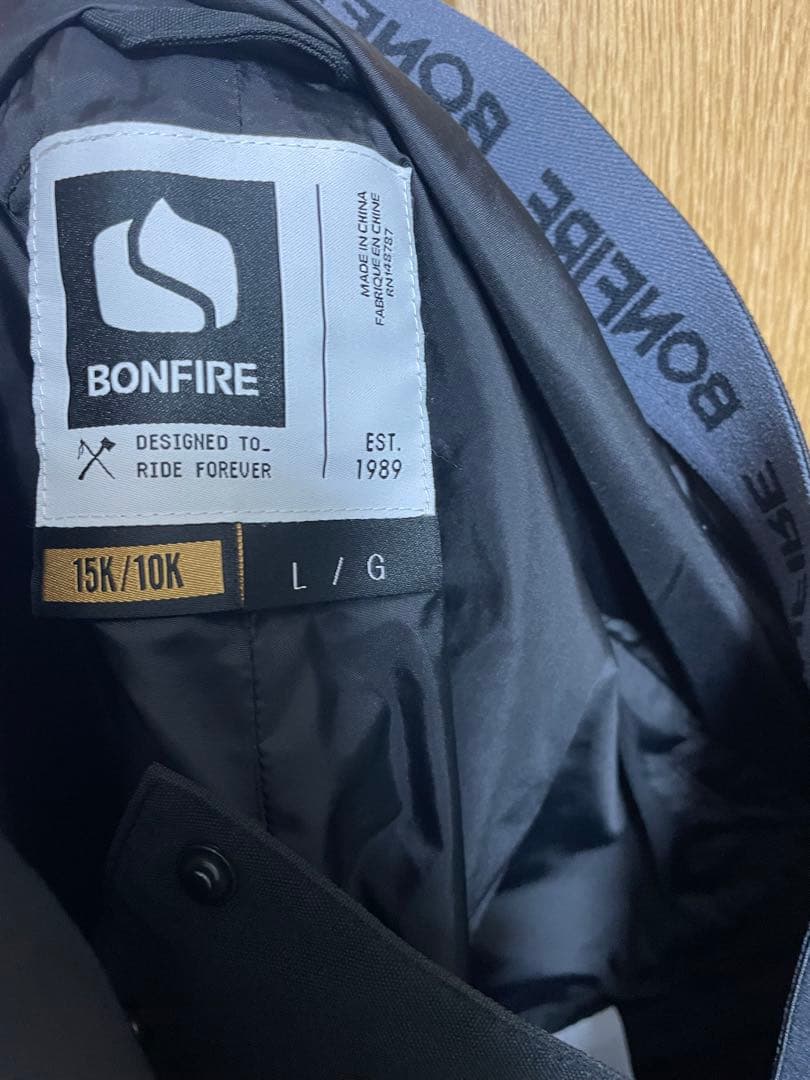 BONFIRE
DESIGNED TO_
RIDE FOREVER
EST.
1989
MADE IN CHINA
FABRIQUE EN CHINE
RN148787
15K/10K
L / G
BONFIRE
BONFIRE